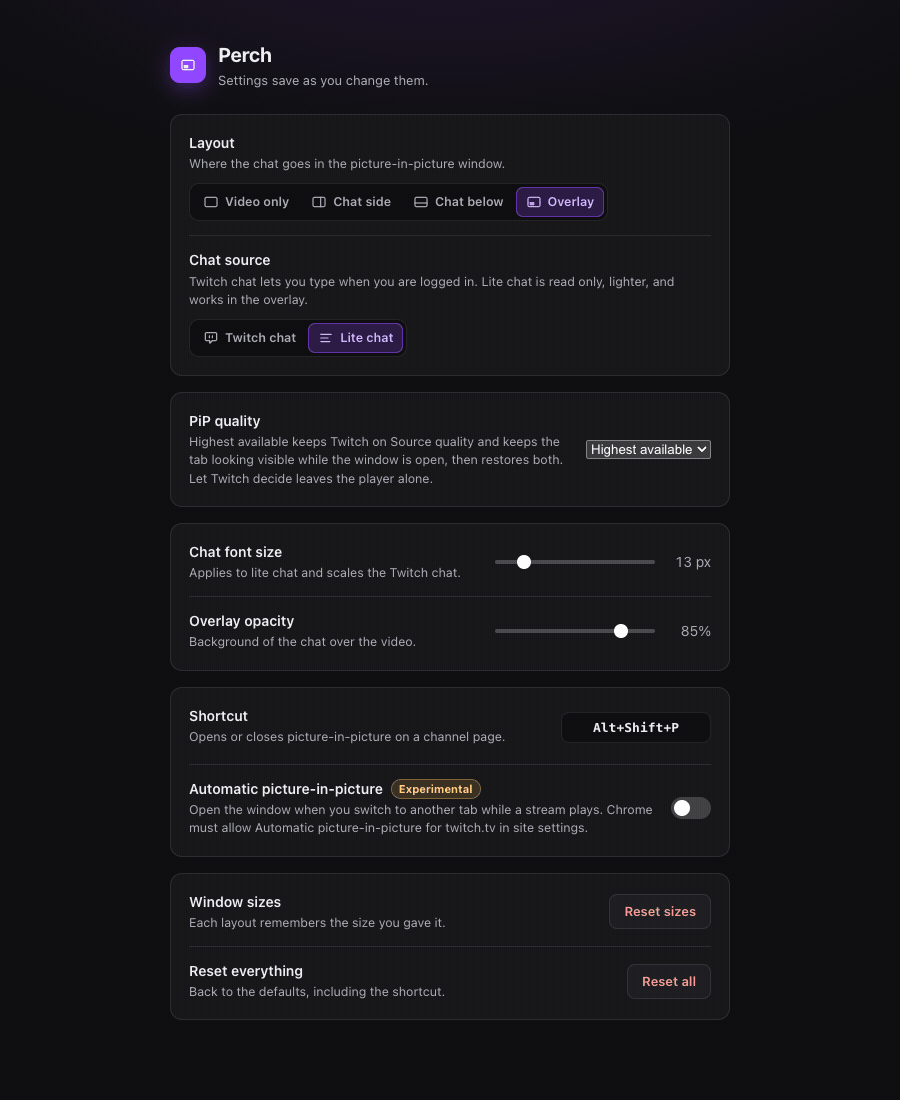 Perch
Settings save as you change them.
Layout
Where the chat goes in the picture-in-picture window.
Video only
Chat side
Chat below
Overlay
Chat source
Twitch chat lets you type when you are logged in. Lite chat is read only, lighter, and
works in the overlay.
Twitch chat
Lite chat
PiP quality
Highest available keeps Twitch on Source quality and keeps the
tab looking visible while the window is open, then restores both.
Let Twitch decide leaves the player alone.
Highest available
Chat font size
Applies to lite chat and scales the Twitch chat.
13 px
Overlay opacity
Background of the chat over the video.
85%
Shortcut
Opens or closes picture-in-picture on a channel page.
Alt+Shift+P
Automatic picture-in-picture
Experimental
Open the window when you switch to another tab while a stream plays. Chrome
must allow Automatic picture-in-picture for twitch.tv in site settings.
Window sizes
Each layout remembers the size you gave it.
Reset sizes
Reset everything
Back to the defaults, including the shortcut.
Reset all